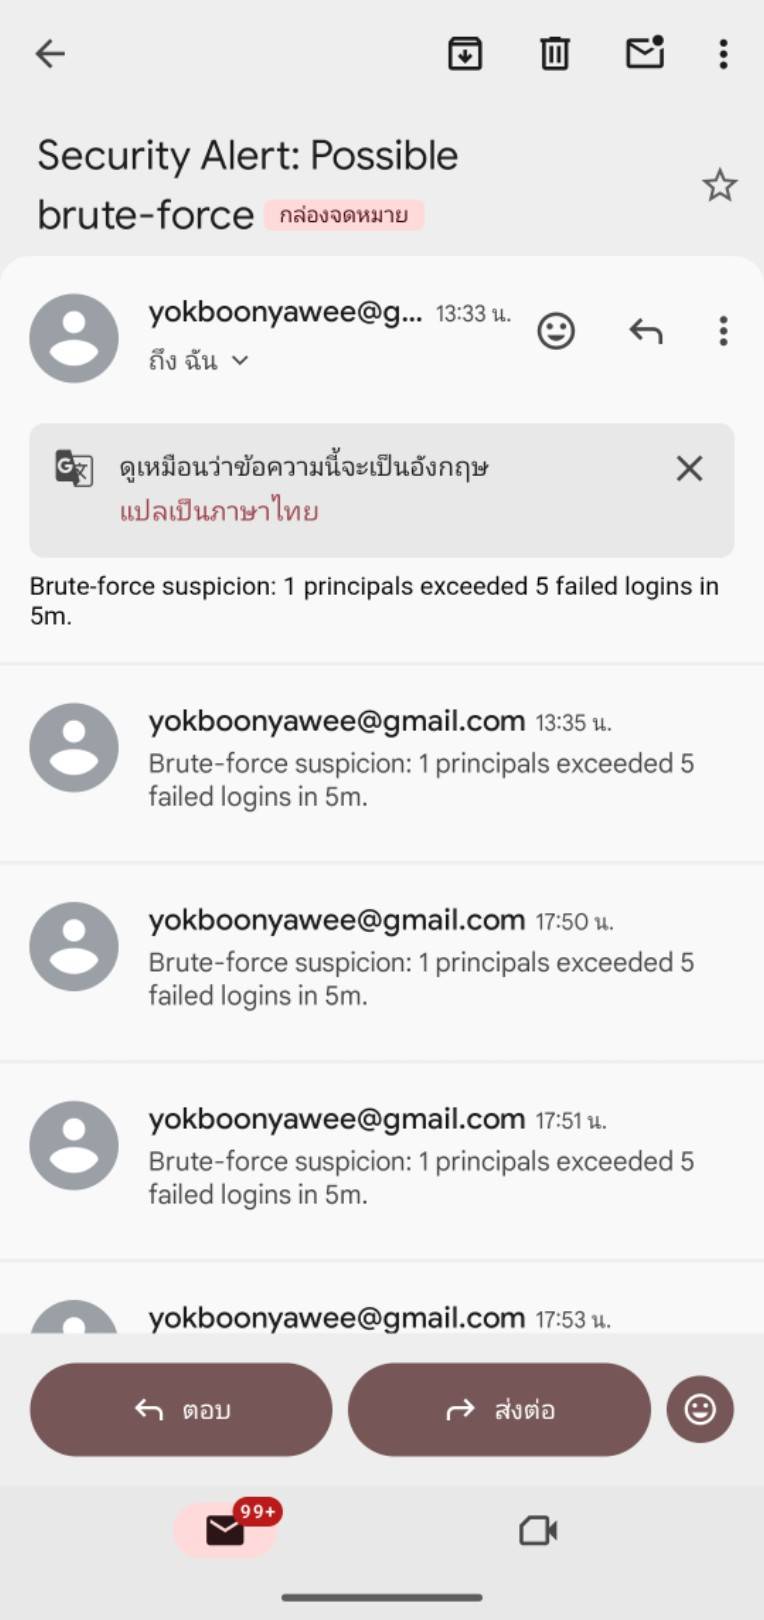 Security Alert: Possible
brute-force กล่องจดหมาย
yokboonyawee@g... 13:33 น.
ถึง ฉัน
ดูเหมือนว่าข้อความนี้จะเป็นอังกฤษ
แปลเป็นภาษาไทย
Brute-force suspicion: 1 principals exceeded 5 failed logins in
5m.
yokboonyawee@gmail.com 13:35 น.
Brute-force suspicion: 1 principals exceeded 5
failed logins in 5m.
yokboonyawee@gmail.com 17:50 น.
Brute-force suspicion: 1 principals exceeded 5
failed logins in 5m.
yokboonyawee@gmail.com 17:51 น.
Brute-force suspicion: 1 principals exceeded 5
failed logins in 5m.
yokboonyawee@gmail.com 17:53 น.
ตอบ ส่งต่อ
99+